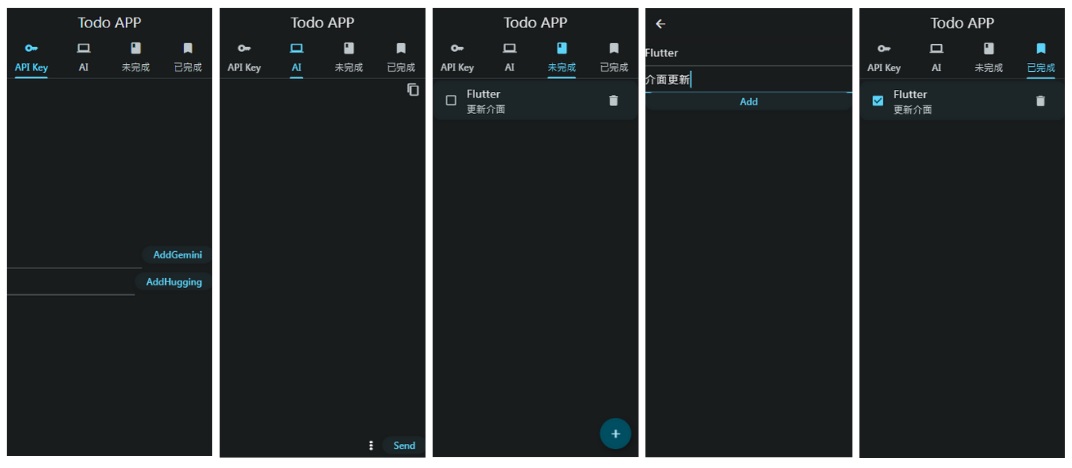 Todo APP
API Key
AI
未完成
已完成
AddGemini
AddHugging
Todo APP
API Key
AI
未完成
已完成
Send
Todo APP
API Key
AI
未完成
已完成
Flutter
更新介面
+
Flutter
介面更新
Add
Todo APP
API Key
AI
未完成
已完成
Flutter
更新介面